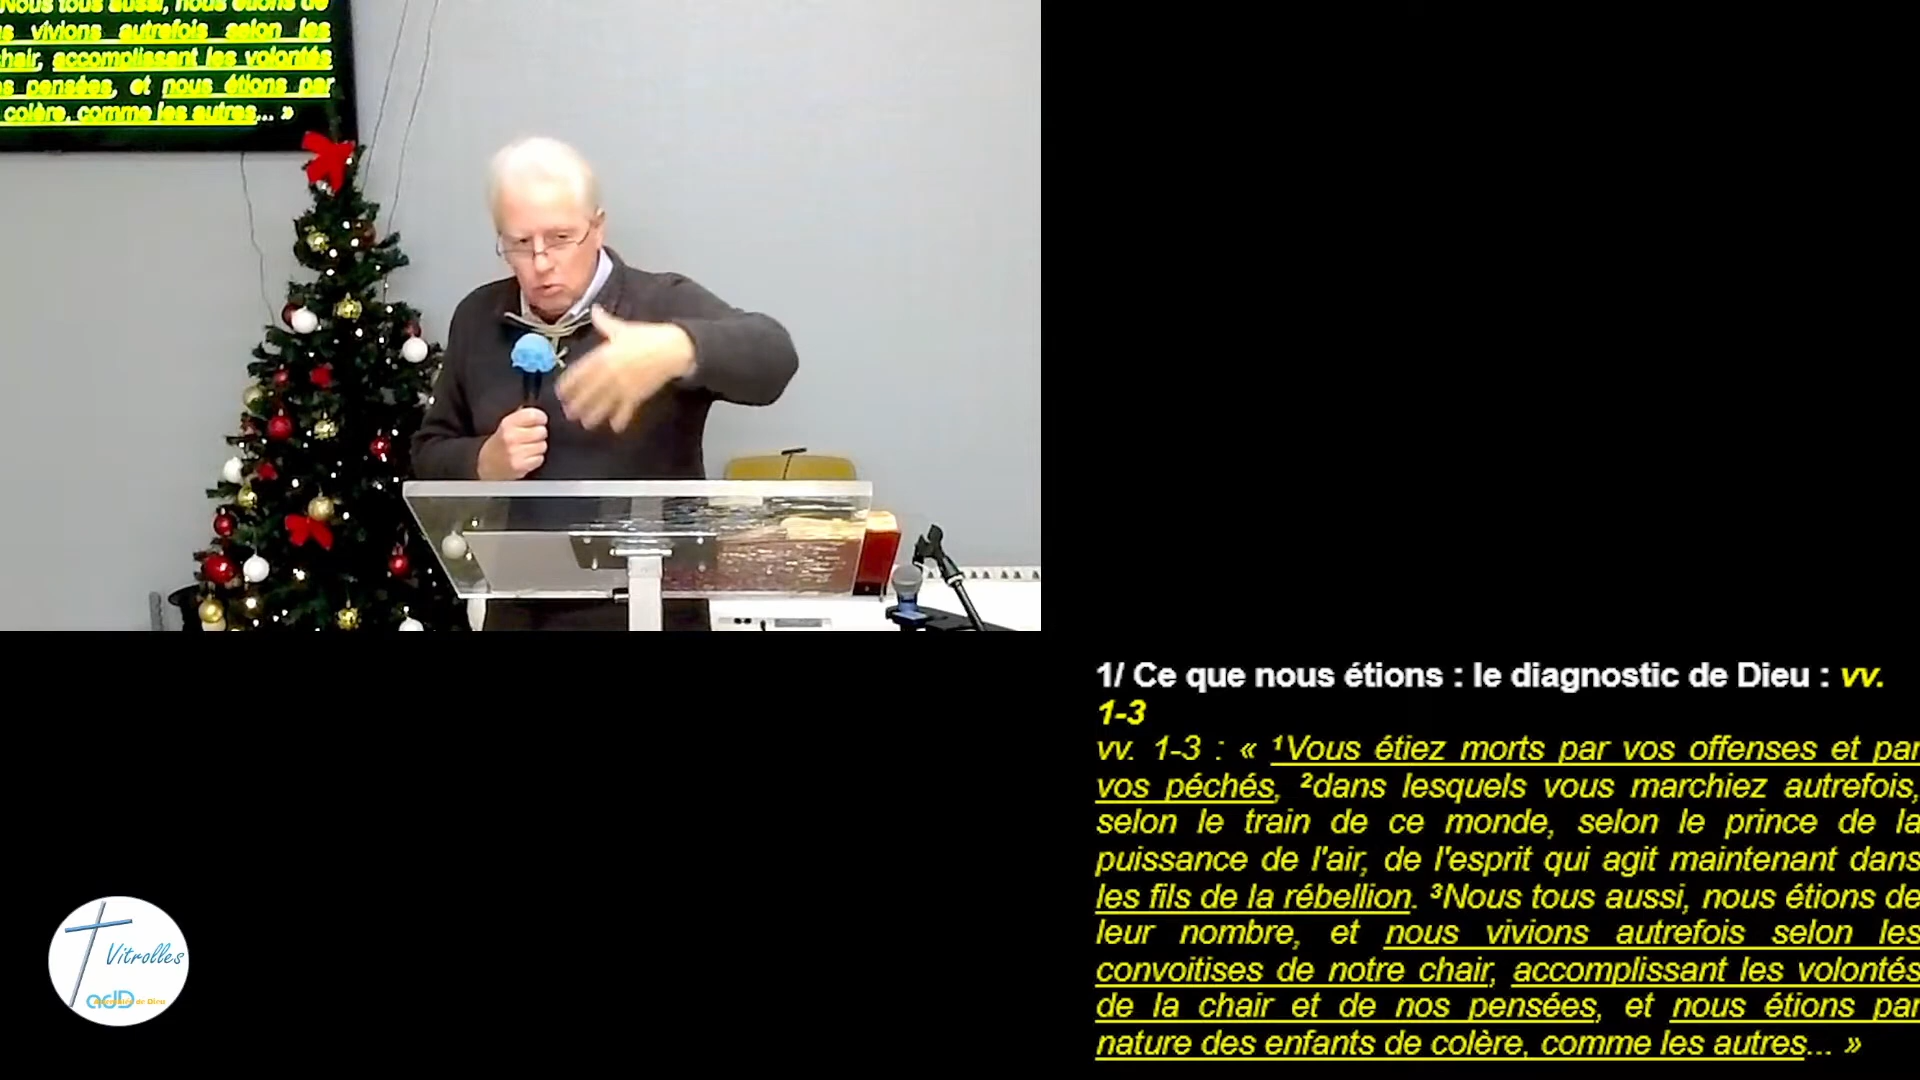 Nous tous aussi, nous étions de
vivions autrefois selon les
chair, accomplissant les volontés
pensées, et nous étions par
colère, comme les autres... »
1/ Ce que nous étions : le diagnostic de Dieu : vv.
1-3
vv. 1-3 : « ¹Vous étiez morts par vos offenses et par
vos péchés, ²dans lesquels vous marchiez autrefois,
selon le train de ce monde, selon le prince de la
puissance de l'air, de l'esprit qui agit maintenant dans
les fils de la rébellion. ³Nous tous aussi, nous étions de
leur nombre, et nous vivions autrefois selon les
convoitises de notre chair, accomplissant les volontés
de la chair et de nos pensées, et nous étions par
nature des enfants de colère, comme les autres... »
Vitrolles
adD
de Dieu